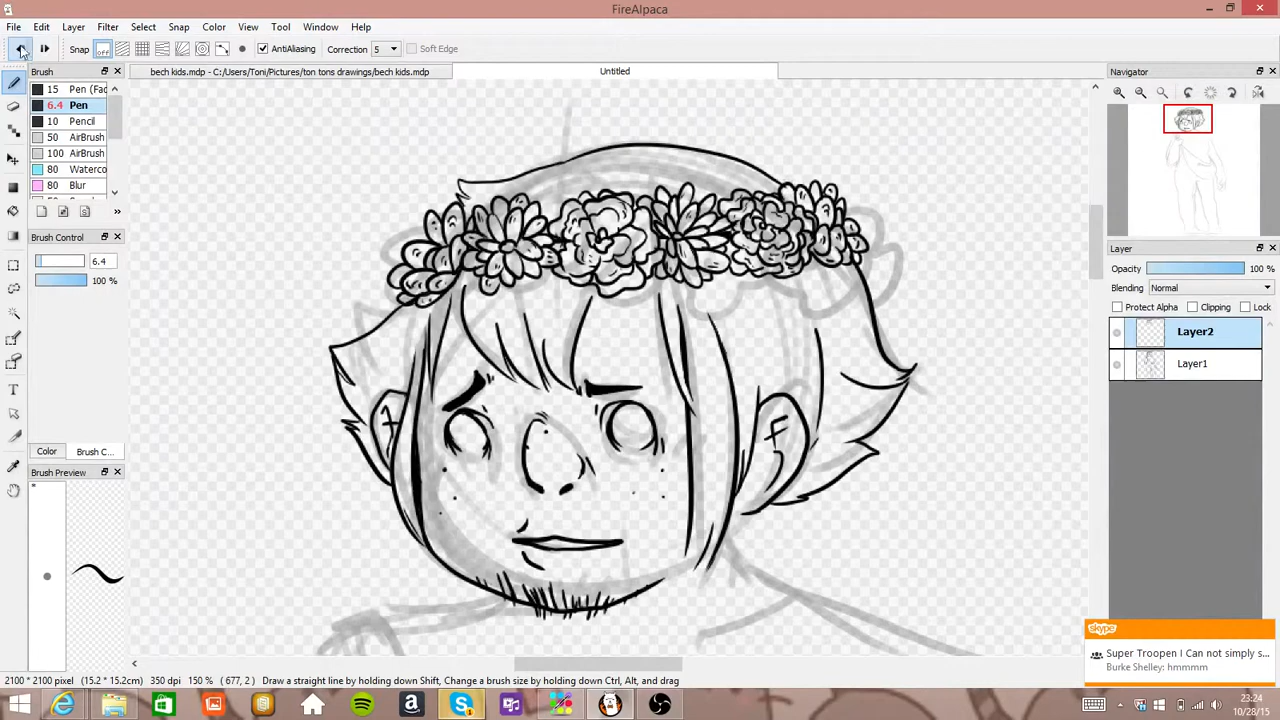 FireAlpaca
File Edit Layer Filter Select Snap Color View Tool Window Help
Snap off AntiAliasing Correction 5 Soft Edge
Brush
bech kids.mdp - C:/Users/Toni/Pictures/ton tons drawings/bech kids.mdp
Untitled
Navigator
15 Pen (Fad
6.4 Pen
10 Pencil
50 AirBrush
100 AirBrush
80 Waterco
80 Blur
Brush Control
6.4
100 %
Layer
Opacity 100 %
Blending Normal
Protect Alpha Clipping Lock
Layer2
Layer1
Color Brush C...
Brush Preview
*
skype
Super Troopen I Can not simply s...
Burke Shelley: hmmmm
2100 * 2100 pixel (15.2 * 15.2cm) 350 dpi 150 % ( 677, 2 ) Draw a straight line by holding down Shift, Change a brush size by holding down Ctrl, Alt, and drag
23:24
10/28/15